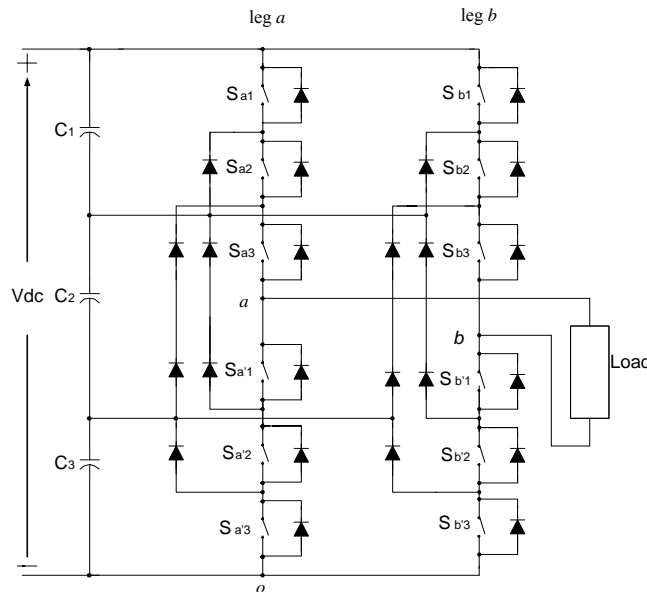 leg a
leg b
+
Sa1
Sb1
C1
Sa2
Sb2
Sa3
Sb3
Vdc
C2
a
b
Sa'1
Sb'1
Load
C3
Sa'2
Sb'2
Sa'3
Sb'3
-
o